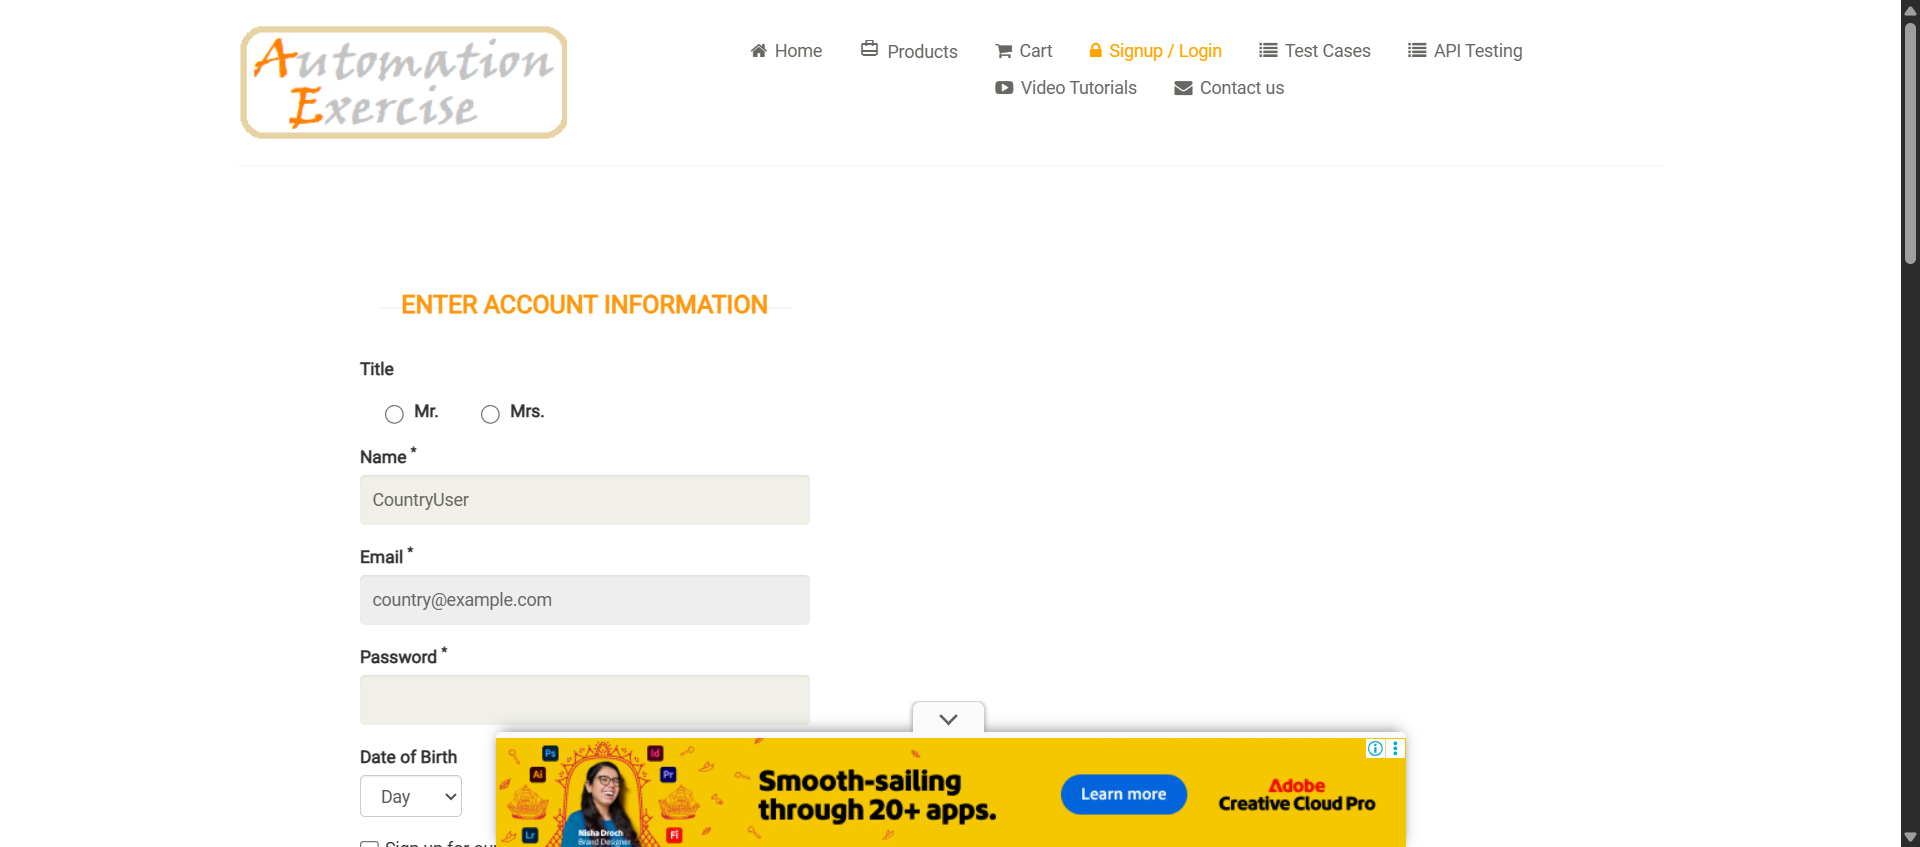 Automation
Exercise
Home
Products
Cart
Signup / Login
Test Cases
API Testing
Video Tutorials
Contact us
ENTER ACCOUNT INFORMATION
Title
Mr.
Mrs.
Name *
CountryUser
Email *
country@example.com
Password *
Date of Birth
Day
Ps
Id
Ai
Pr
Lr
Fi
Nisha Droch
Brand Designer
Smooth-sailing
through 20+ apps.
Learn more
Adobe
Creative Cloud Pro
Sign up for our